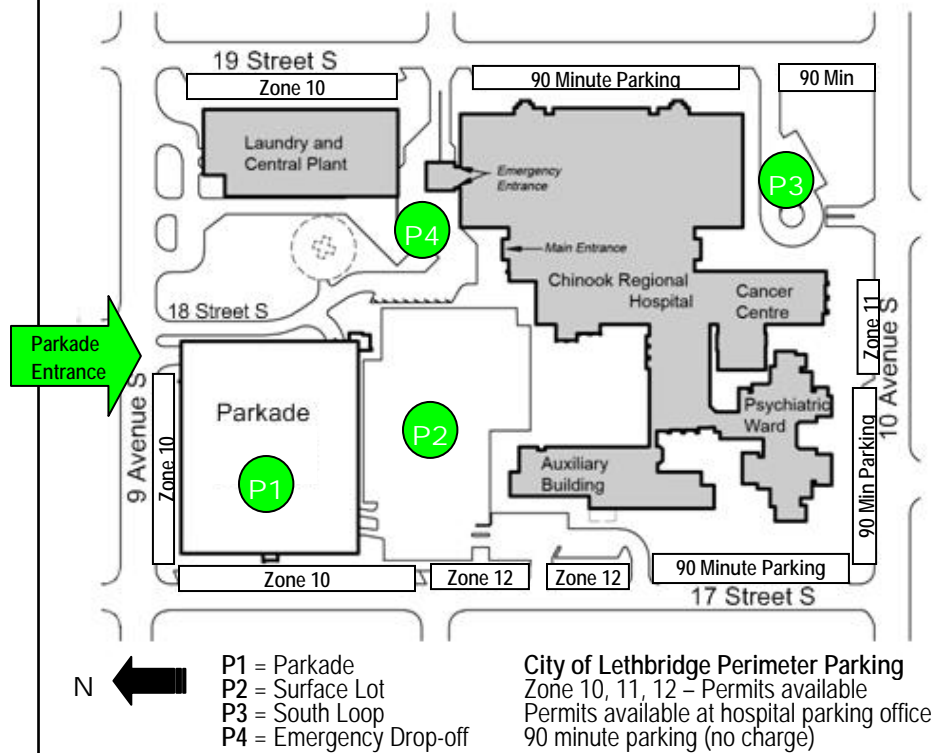 19 Street S
Zone 10
90 Minute Parking
90 Min
Laundry and
Central Plant
Emergency
Entrance
P3
P4
Main Entrance
Chinook Regional
Hospital
Cancer
Centre
18 Street S
Zone 11
10 Avenue S
Parkade
Entrance
9 Avenue S
Zone 10
Parkade
P1
P2
Psychiatric
Ward
Auxiliary
Building
90 Min Parking
Zone 10
Zone 12
Zone 12
90 Minute Parking
17 Street S
N
P1 = Parkade
P2 = Surface Lot
P3 = South Loop
P4 = Emergency Drop-off
City of Lethbridge Perimeter Parking
Zone 10, 11, 12 – Permits available
Permits available at hospital parking office
90 minute parking (no charge)